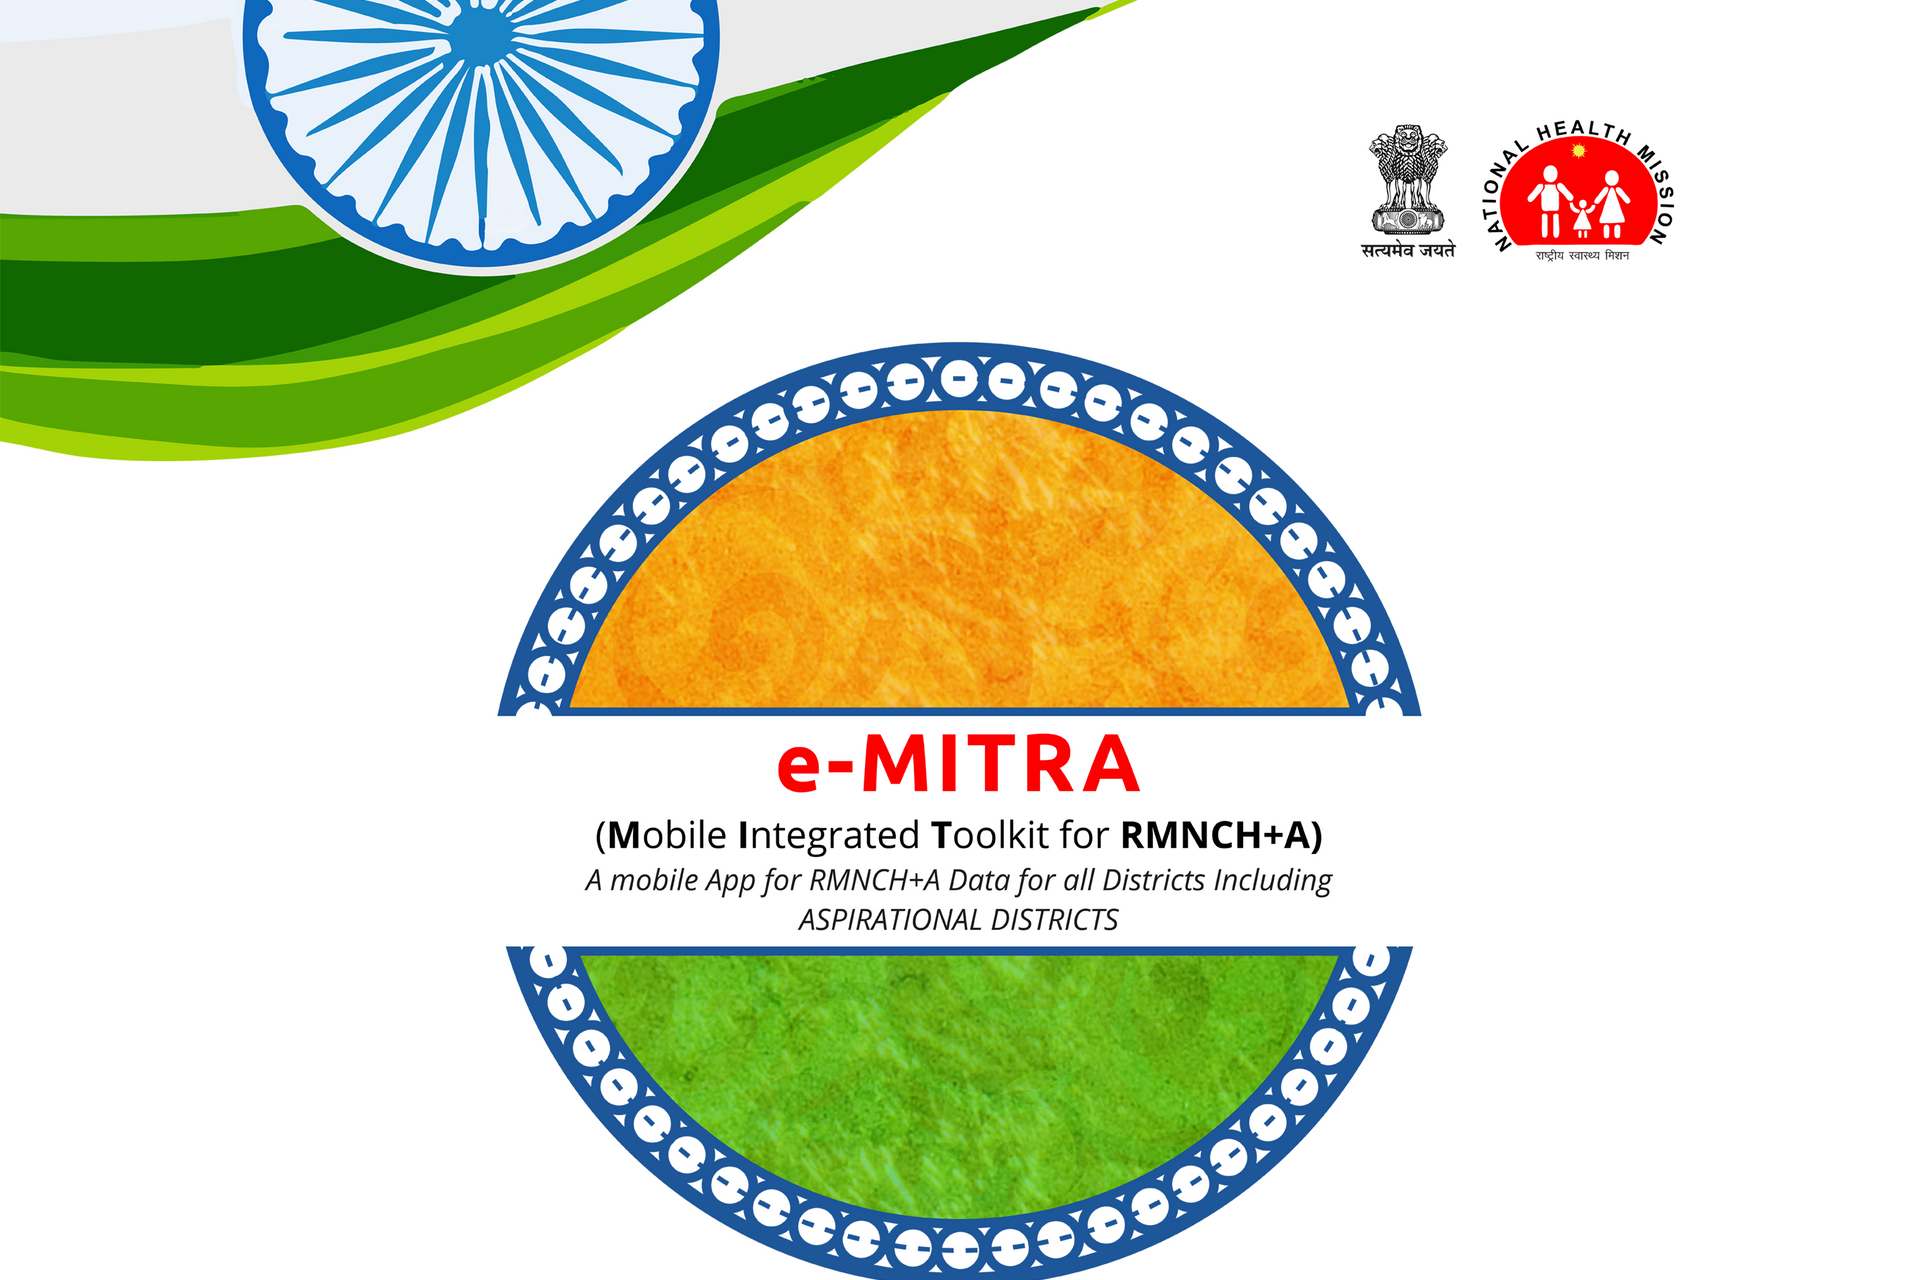 NATIONAL HEALTH MISSION
सत्यमेव जयते
राष्ट्रीय स्वास्थ्य मिशन
e-MITRA
(Mobile Integrated Toolkit for RMNCH+A)
A mobile App for RMNCH+A Data for all Districts Including
ASPIRATIONAL DISTRICTS